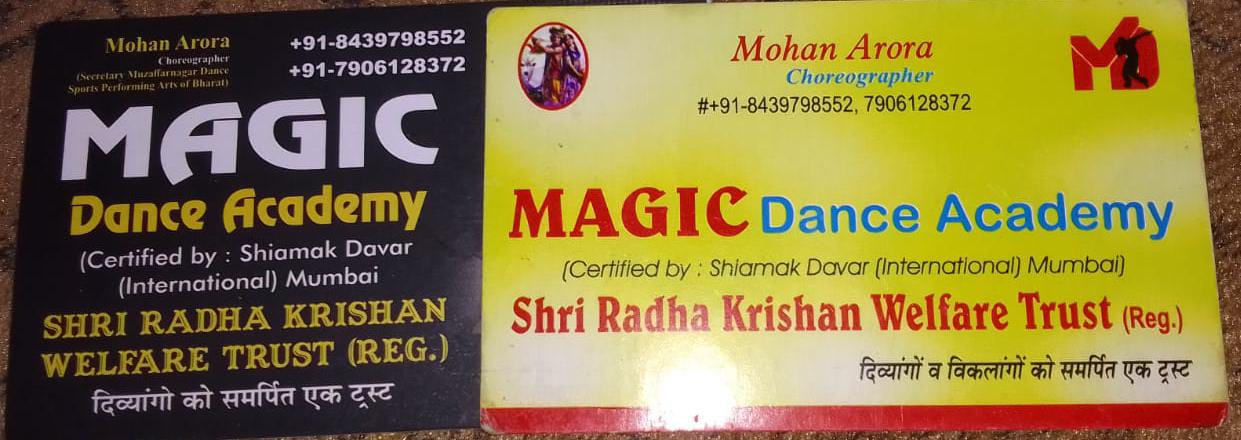 Mohan Arora
Choreographer
(Secretary Muzaffarnagar Dance
Sports Performing Arts of Bharat)
+91-8439798552
+91-7906128372
MAGIC
Dance Academy
(Certified by : Shiamak Davar
(International) Mumbai
SHRI RADHA KRISHAN
WELFARE TRUST (REG.)
दिव्यांगो को समर्पित एक ट्रस्ट
Mohan Arora
Choreographer
#+91-8439798552, 7906128372
MD
MAGIC Dance Academy
(Certified by : Shiamak Davar (International) Mumbai)
Shri Radha Krishan Welfare Trust (Reg.)
दिव्यांगों व विकलांगों को समर्पित एक ट्रस्ट